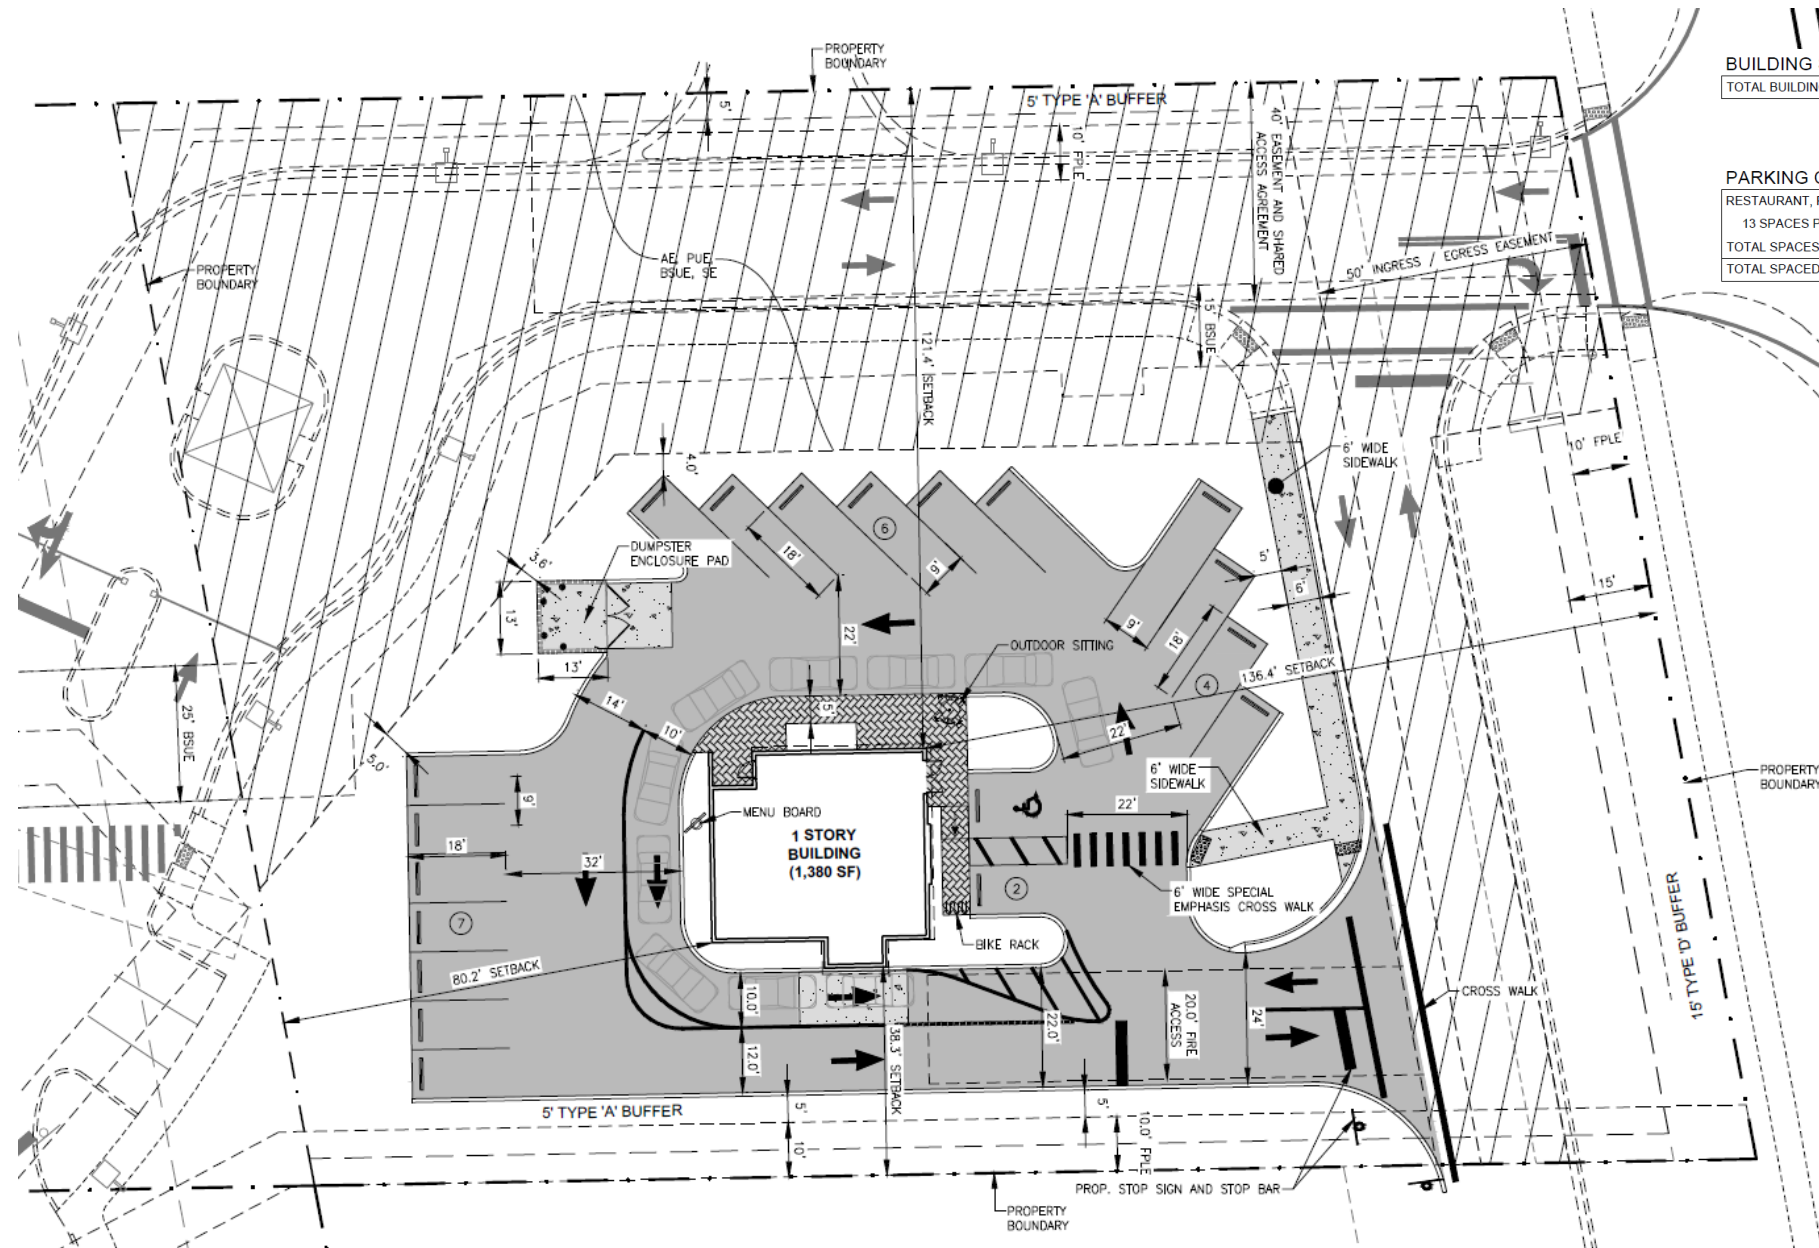 PROPERTY
BOUNDARY
BUILDING
TOTAL BUILDIN
5' TYPE 'A' BUFFER
5'
10' FPLE
40' EASEMENT AND SHARED
ACCESS AGREEMENT
PARKING
RESTAURANT,
13 SPACES P
TOTAL SPACES
TOTAL SPACED
PROPERTY
BOUNDARY
AE, PUE,
BSUE, SE
50' INGRESS / EGRESS EASEMENT
15' BSUE
121.4' SETBACK
10' FPLE
6' WIDE
SIDEWALK
4.0'
6
18'
9'
DUMPSTER
ENCLOSURE PAD
3.6'
13'
13'
22'
5'
6'
15'
9'
18'
OUTDOOR SITTING
136.4' SETBACK
4
25' BSUE
14'
10'
5'
22'
5.0'
6' WIDE
SIDEWALK
PROPERTY
BOUNDARY
9'
MENU BOARD
22'
1 STORY
BUILDING
(1,380 SF)
18'
32'
2
6' WIDE SPECIAL
EMPHASIS CROSS WALK
7
BIKE RACK
15' TYPE 'D' BUFFER
80.2' SETBACK
CROSS WALK
10.0'
22.0'
20.0' FIRE
ACCESS
24'
12.0'
38.3' SETBACK
5' TYPE 'A' BUFFER
5'
5'
10'
10.0' FPLE
PROP. STOP SIGN AND STOP BAR
PROPERTY
BOUNDARY